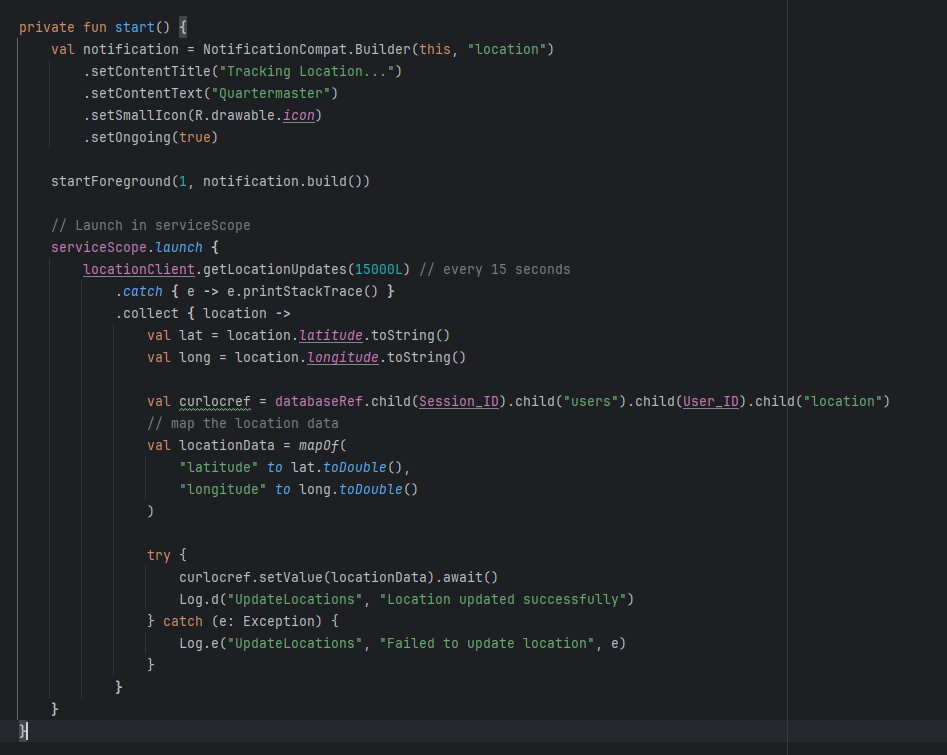 private fun start() {
    val notification = NotificationCompat.Builder(this, "location")
        .setContentTitle("Tracking Location...")
        .setContentText("Quartermaster")
        .setSmallIcon(R.drawable.icon)
        .setOngoing(true)

    startForeground(1, notification.build())

    // Launch in serviceScope
    serviceScope.launch {
        locationClient.getLocationUpdates(15000L) // every 15 seconds
            .catch { e -> e.printStackTrace() }
            .collect { location ->
                val lat = location.latitude.toString()
                val long = location.longitude.toString()

                val curlocref = databaseRef.child(Session_ID).child("users").child(User_ID).child("location")
                // map the location data
                val locationData = mapOf(
                    "latitude" to lat.toDouble(),
                    "longitude" to long.toDouble()
                )

                try {
                    curlocref.setValue(locationData).await()
                    Log.d("UpdateLocations", "Location updated successfully")
                } catch (e: Exception) {
                    Log.e("UpdateLocations", "Failed to update location", e)
                }
            }
    }
}